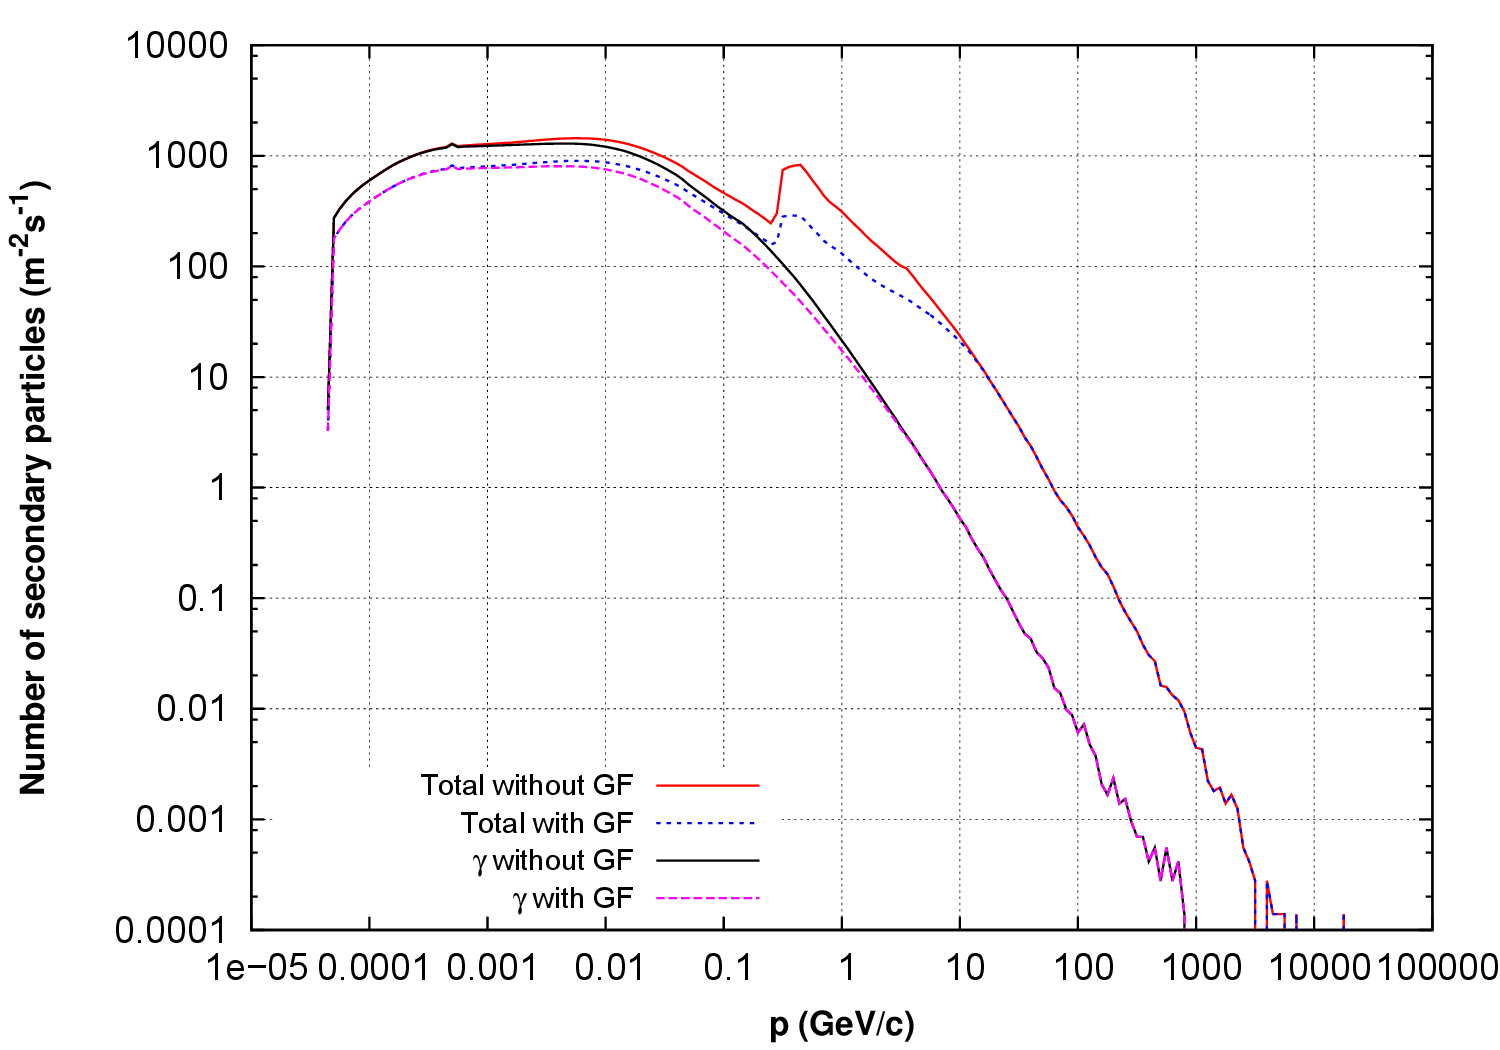 Number of secondary particles (m-2s-1)
10000
1000
100
10
1
0.1
0.01
0.001
0.0001
Total without GF
Total with GF
γ without GF
γ with GF
1e−05 0.0001 0.001 0.01 0.1 1 10 100 1000 10000 100000
p (GeV/c)